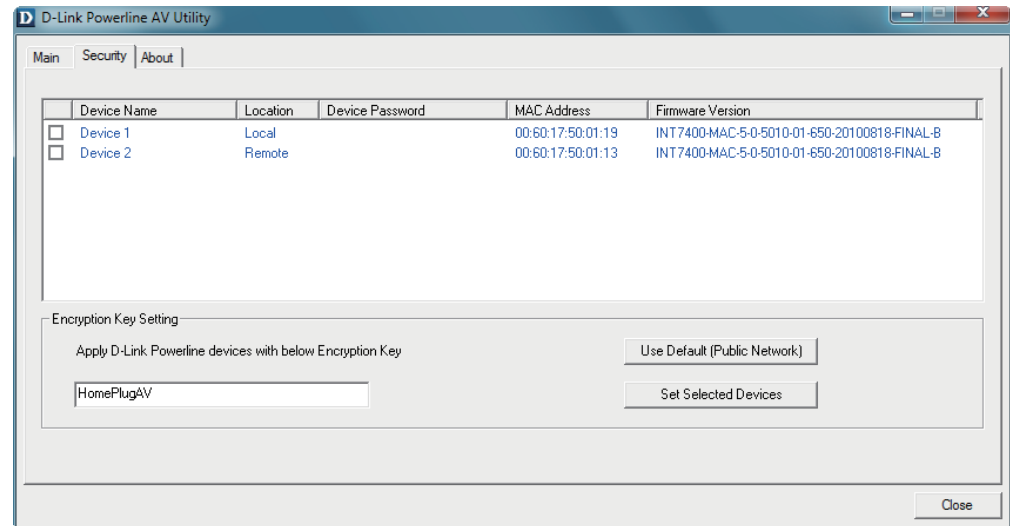 D D-Link Powerline AV Utility
Main Security About
Device Name Location Device Password MAC Address Firmware Version
Device 1 Local 00:60:17:50:01:19 INT7400-MAC-5-0-5010-01-650-20100818-FINAL-B
Device 2 Remote 00:60:17:50:01:13 INT7400-MAC-5-0-5010-01-650-20100818-FINAL-B
Encryption Key Setting
Apply D-Link Powerline devices with below Encryption Key
Use Default (Public Network)
HomePlugAV
Set Selected Devices
Close